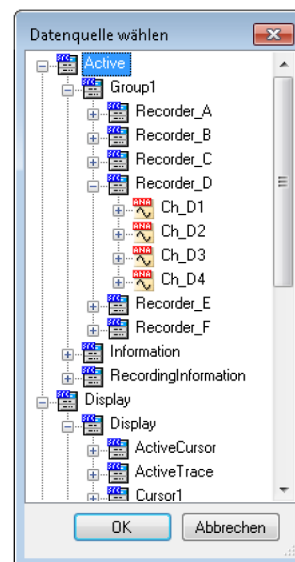 Datenquelle wählen
Active
Group1
Recorder_A
Recorder_B
Recorder_C
Recorder_D
Ch_D1
Ch_D2
Ch_D3
Ch_D4
Recorder_E
Recorder_F
Information
RecordingInformation
Display
Display
ActiveCursor
ActiveTrace
Cursor1
OK Abbrechen